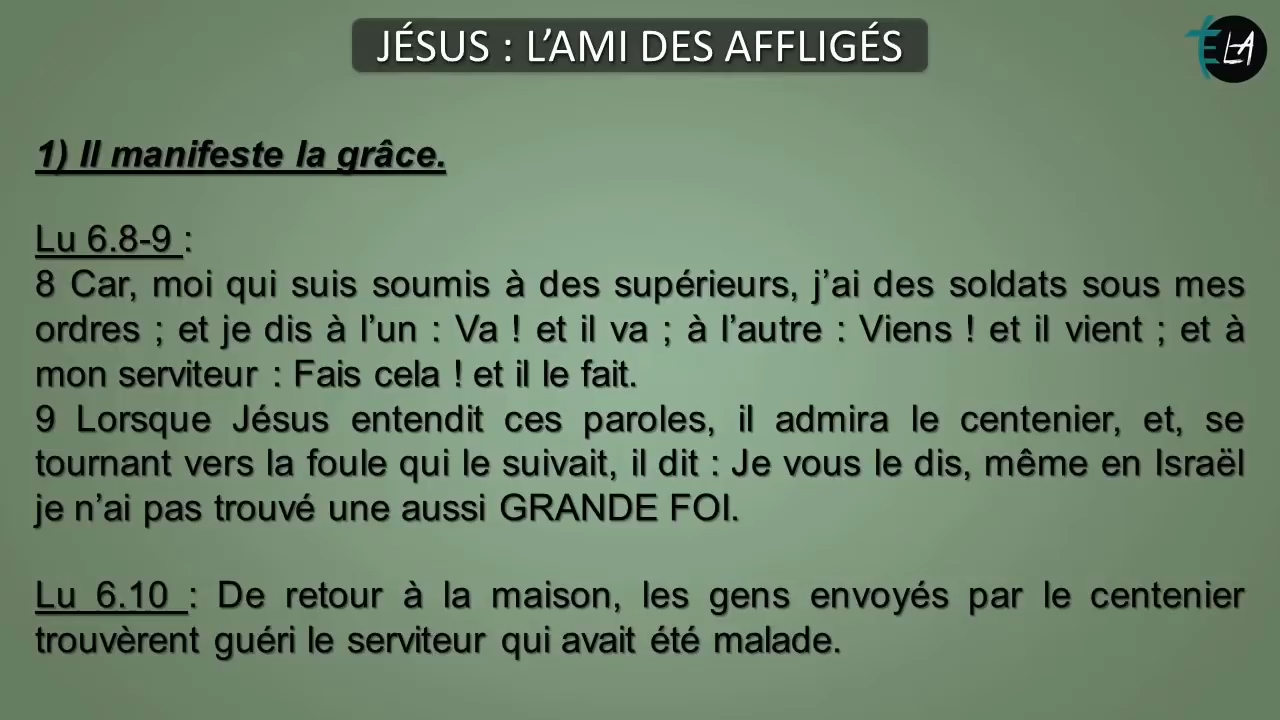 JÉSUS : L’AMI DES AFFLIGÉS
ELA
1) Il manifeste la grâce.
Lu 6.8-9 :
8 Car, moi qui suis soumis à des supérieurs, j’ai des soldats sous mes
ordres ; et je dis à l’un : Va ! et il va ; à l’autre : Viens ! et il vient ; et à
mon serviteur : Fais cela ! et il le fait.
9 Lorsque Jésus entendit ces paroles, il admira le centenier, et, se
tournant vers la foule qui le suivait, il dit : Je vous le dis, même en Israël
je n’ai pas trouvé une aussi GRANDE FOI.
Lu 6.10 : De retour à la maison, les gens envoyés par le centenier
trouvèrent guéri le serviteur qui avait été malade.